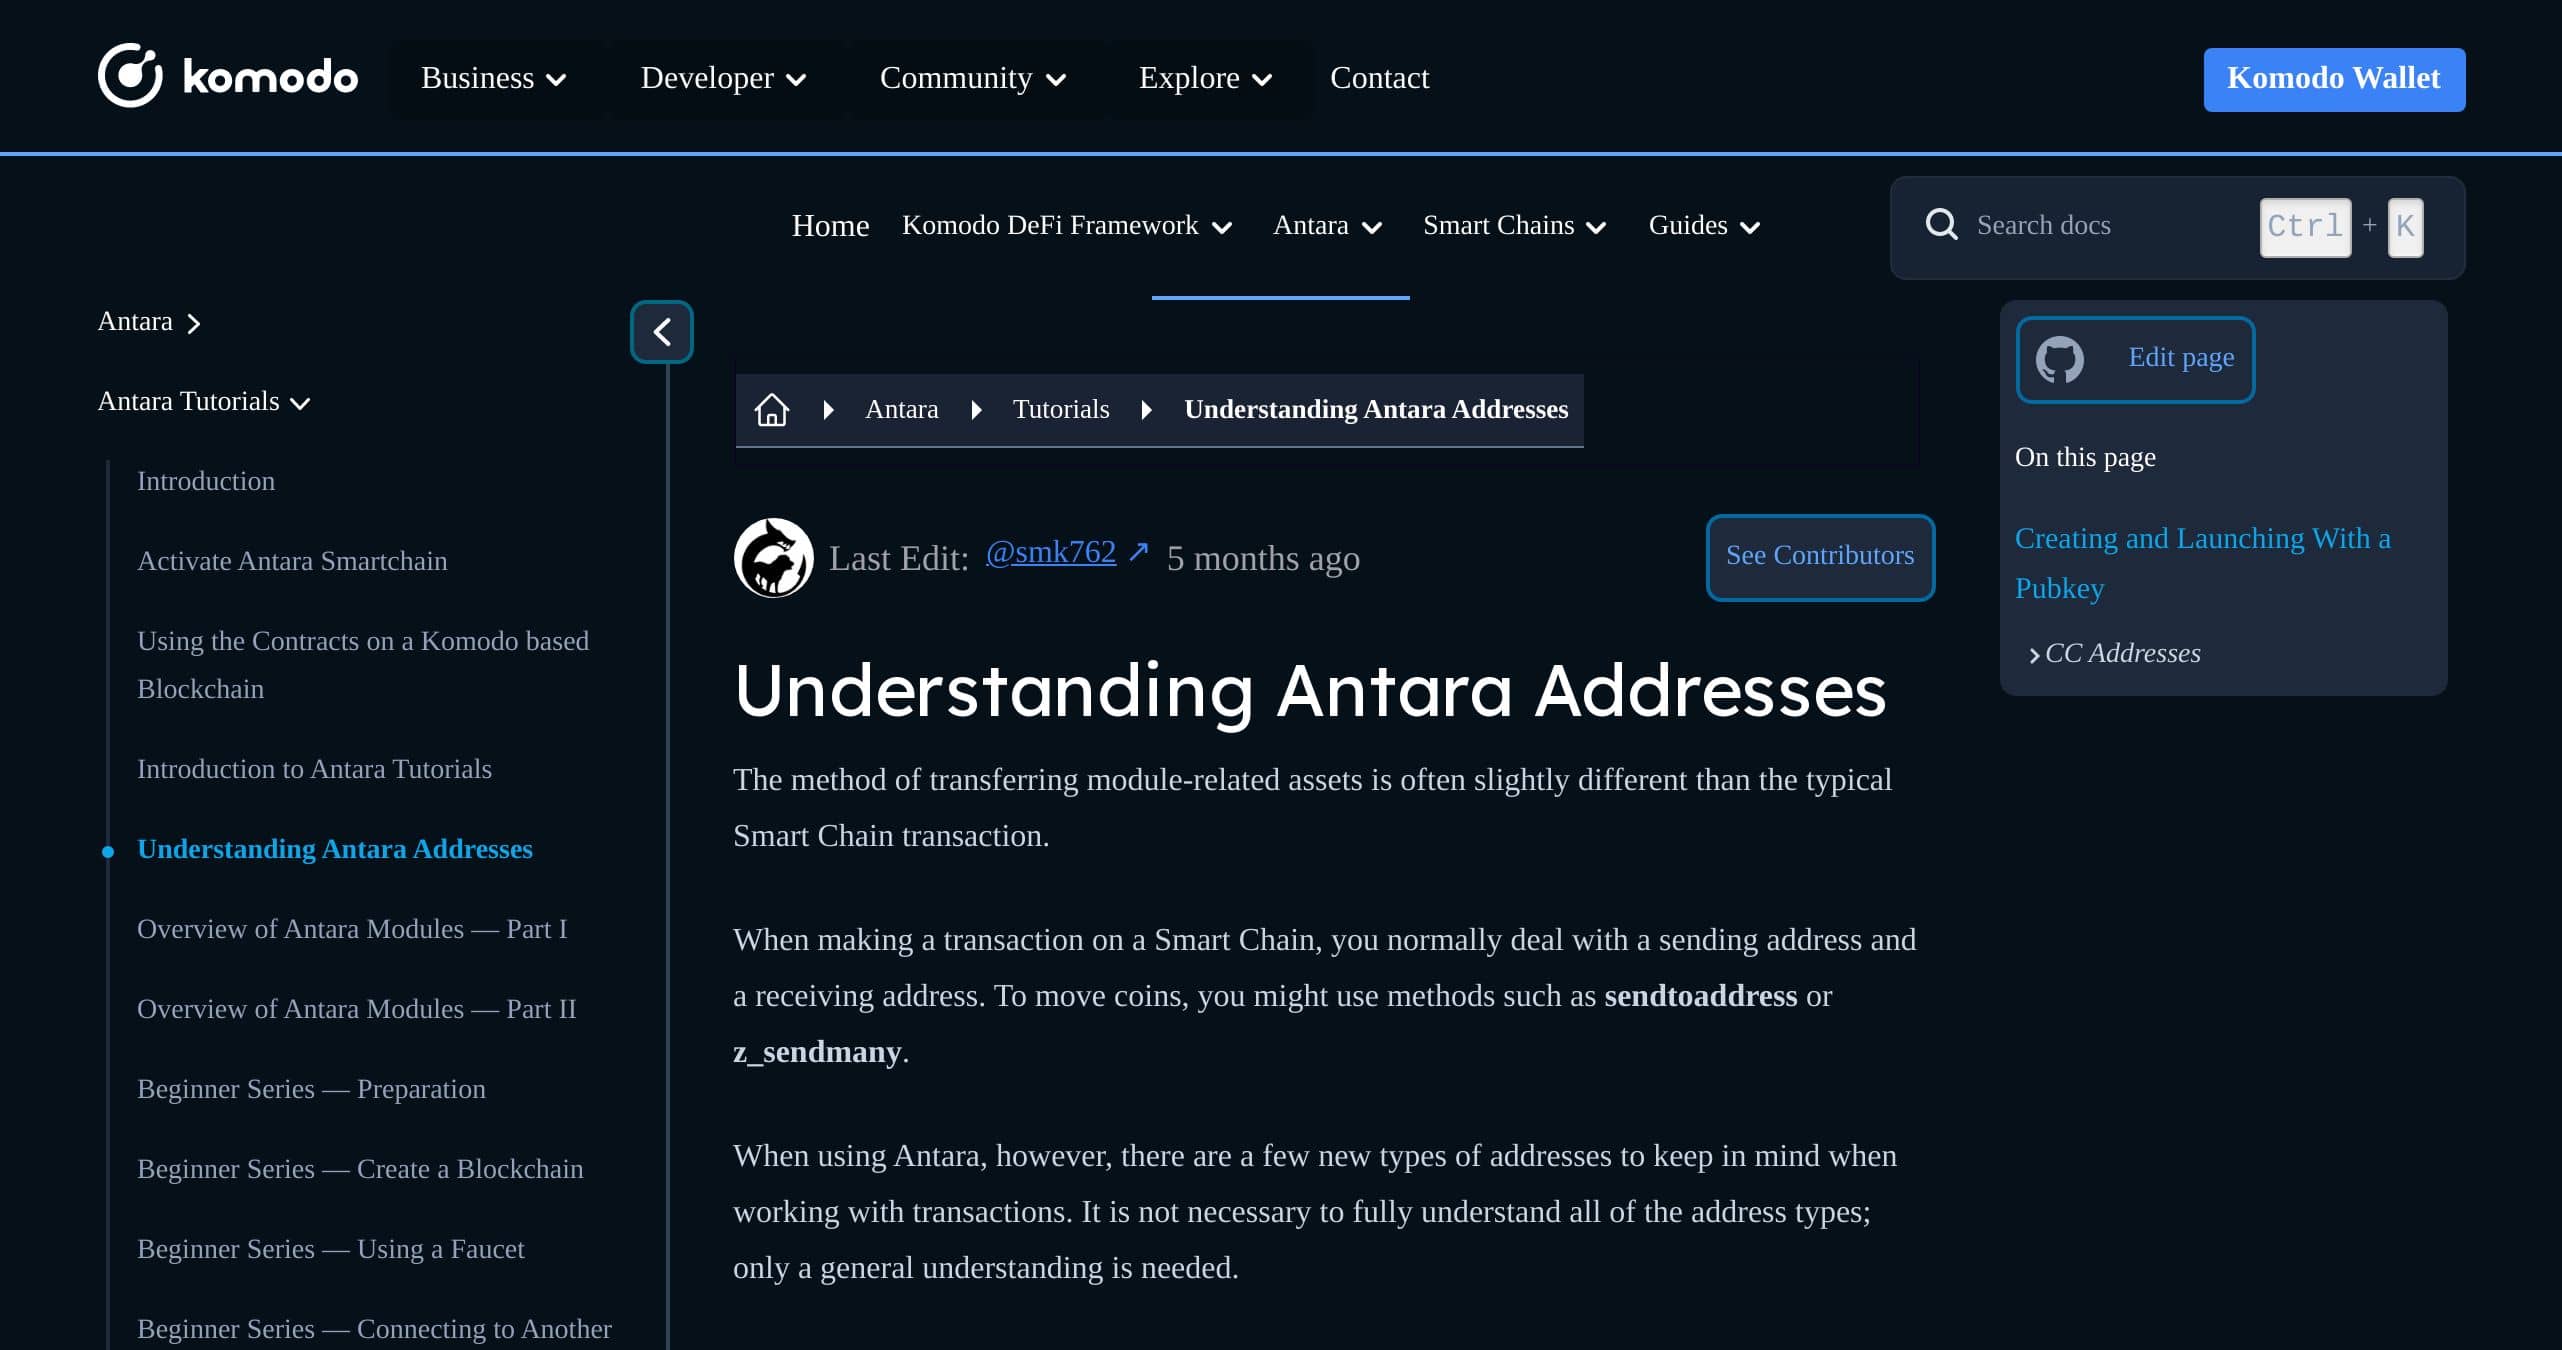 komodo Business Developer Community Explore Contact Komodo Wallet
Home Komodo DeFi Framework Antara Smart Chains Guides Search docs Ctrl + K
Antara
Antara Tutorials
Introduction
Activate Antara Smartchain
Using the Contracts on a Komodo based
Blockchain
Introduction to Antara Tutorials
Understanding Antara Addresses
Overview of Antara Modules — Part I
Overview of Antara Modules — Part II
Beginner Series — Preparation
Beginner Series — Create a Blockchain
Beginner Series — Using a Faucet
Beginner Series — Connecting to Another
Antara Tutorials Understanding Antara Addresses
Last Edit: @smk762 ↗ 5 months ago See Contributors
Understanding Antara Addresses
The method of transferring module-related assets is often slightly different than the typical
Smart Chain transaction.
When making a transaction on a Smart Chain, you normally deal with a sending address and
a receiving address. To move coins, you might use methods such as sendtoaddress or
z_sendmany.
When using Antara, however, there are a few new types of addresses to keep in mind when
working with transactions. It is not necessary to fully understand all of the address types;
only a general understanding is needed.
Edit page
On this page
Creating and Launching With a
Pubkey
CC Addresses